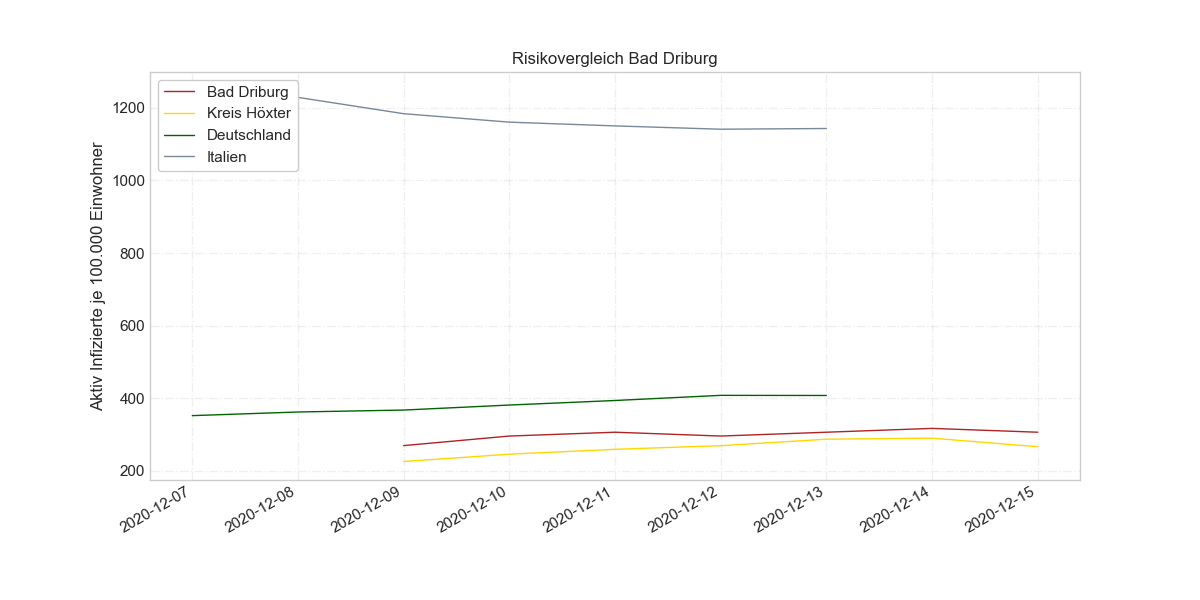 Risikovergleich Bad Driburg
Bad Driburg
Kreis Höxter
Deutschland
Italien
Aktiv Infizierte je 100.000 Einwohner
1200
1000
800
600
400
200
2020-12-07
2020-12-08
2020-12-09
2020-12-10
2020-12-11
2020-12-12
2020-12-13
2020-12-14
2020-12-15